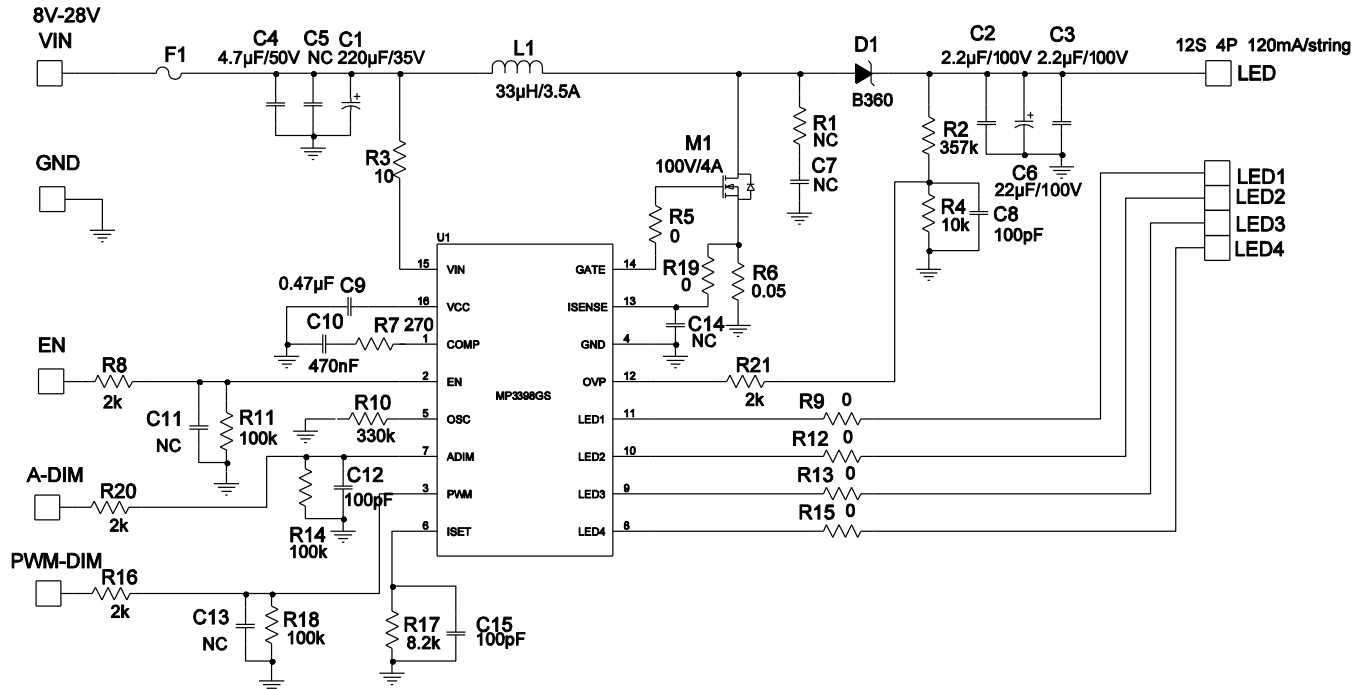 8V-28V
VIN
F1
C4
4.7μF/50V
C5
NC
C1
220μF/35V
L1
33μH/3.5A
D1
B360
C2
2.2μF/100V
C3
2.2μF/100V
12S 4P 120mA/string
LED
R3
10
M1
100V/4A
R1
NC
C7
NC
R2
357k
C6
22μF/100V
GND
LED1
LED2
LED3
LED4
R4
10k
C8
100pF
R5
0
R19
0
R6
0.05
C14
NC
U1
MP3398GS
15
VIN
16
VCC
1
COMP
2
EN
5
OSC
7
ADIM
3
PWM
6
ISET
GATE
14
ISENSE
13
GND
4
OVP
12
LED1
11
LED2
10
LED3
9
LED4
8
0.47μF
C9
C10
470nF
R7
270
EN
R8
2k
C11
NC
R11
100k
R10
330k
R21
2k
R9
0
R12
0
R13
0
R15
0
A-DIM
R20
2k
C12
100pF
R14
100k
PWM-DIM
R16
2k
C13
NC
R18
100k
R17
8.2k
C15
100pF